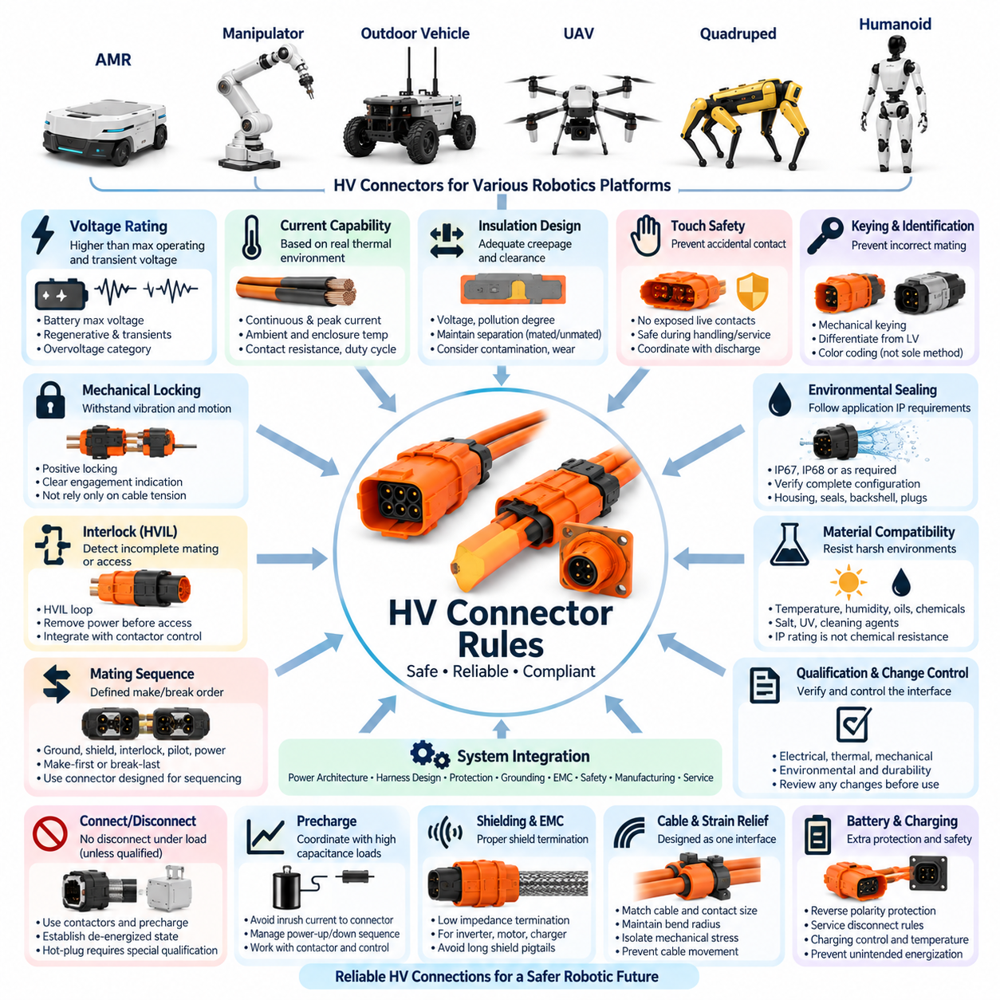 AMR
Manipulator
Outdoor Vehicle
UAV
Quadruped
Humanoid
HV Connectors for Various Robotics Platforms
Voltage Rating
Higher than max operating
and transient voltage
• Battery max voltage
• Regenerative & transients
• Overvoltage category
Current Capability
Based on real thermal
environment
• Continuous & peak current
• Ambient and enclosure temp
• Contact resistance, duty cycle
Insulation Design
Adequate creepage
and clearance
• Voltage, pollution degree
• Maintain separation (mated/unmated)
• Consider contamination, wear
Touch Safety
Prevent accidental contact
• No exposed live contacts
• Safe during handling/service
• Coordinate with discharge
Keying & Identification
Prevent incorrect mating
• Mechanical keying
• Differentiate from LV
• Color coding (not sole method)
Mechanical Locking
Withstand vibration and motion
• Positive locking
• Clear engagement indication
• Not rely only on cable tension
Environmental Sealing
Follow application IP requirements
• IP67, IP68 or as required
• Verify complete configuration
• Housing, seals, backshell, plugs
Interlock (HVIL)
Detect incomplete mating
or access
• HVIL loop
• Remove power before access
• Integrate with contactor control
Material Compatibility
Resist harsh environments
• Temperature, humidity, oils, chemicals
• Salt, UV, cleaning agents
• IP rating is not chemical resistance
HV Connector
Rules
Safe • Reliable • Compliant
Mating Sequence
Defined make/break order
• Ground, shield, interlock, pilot, power
• Make-first or break-last
• Use connector designed for sequencing
Qualification & Change Control
Verify and control the interface
• Electrical, thermal, mechanical
• Environmental and durability
• Review any changes before use
System Integration
Power Architecture • Harness Design • Protection • Grounding • EMC • Safety • Manufacturing • Service
Connect/Disconnect
No disconnect under load
(unless qualified)
• Use contactors and precharge
• Establish de-energized state
• Hot-plug requires special qualification
Precharge
Coordinate with high
capacitance loads
• Avoid inrush current to connector
• Manage power-up/down sequence
• Work with contactor and control
Shielding & EMC
Proper shield termination
• Low impedance termination
• For inverter, motor, charger
• Avoid long shield pigtails
Cable & Strain Relief
Designed as one interface
• Match cable and contact size
• Maintain bend radius
• Isolate mechanical stress
• Prevent cable movement
Battery & Charging
Extra protection and safety
• Reverse polarity protection
• Service disconnect rules
• Charging control and temperature
• Prevent unintended energization
Reliable HV Connections for a Safer Robotic Future